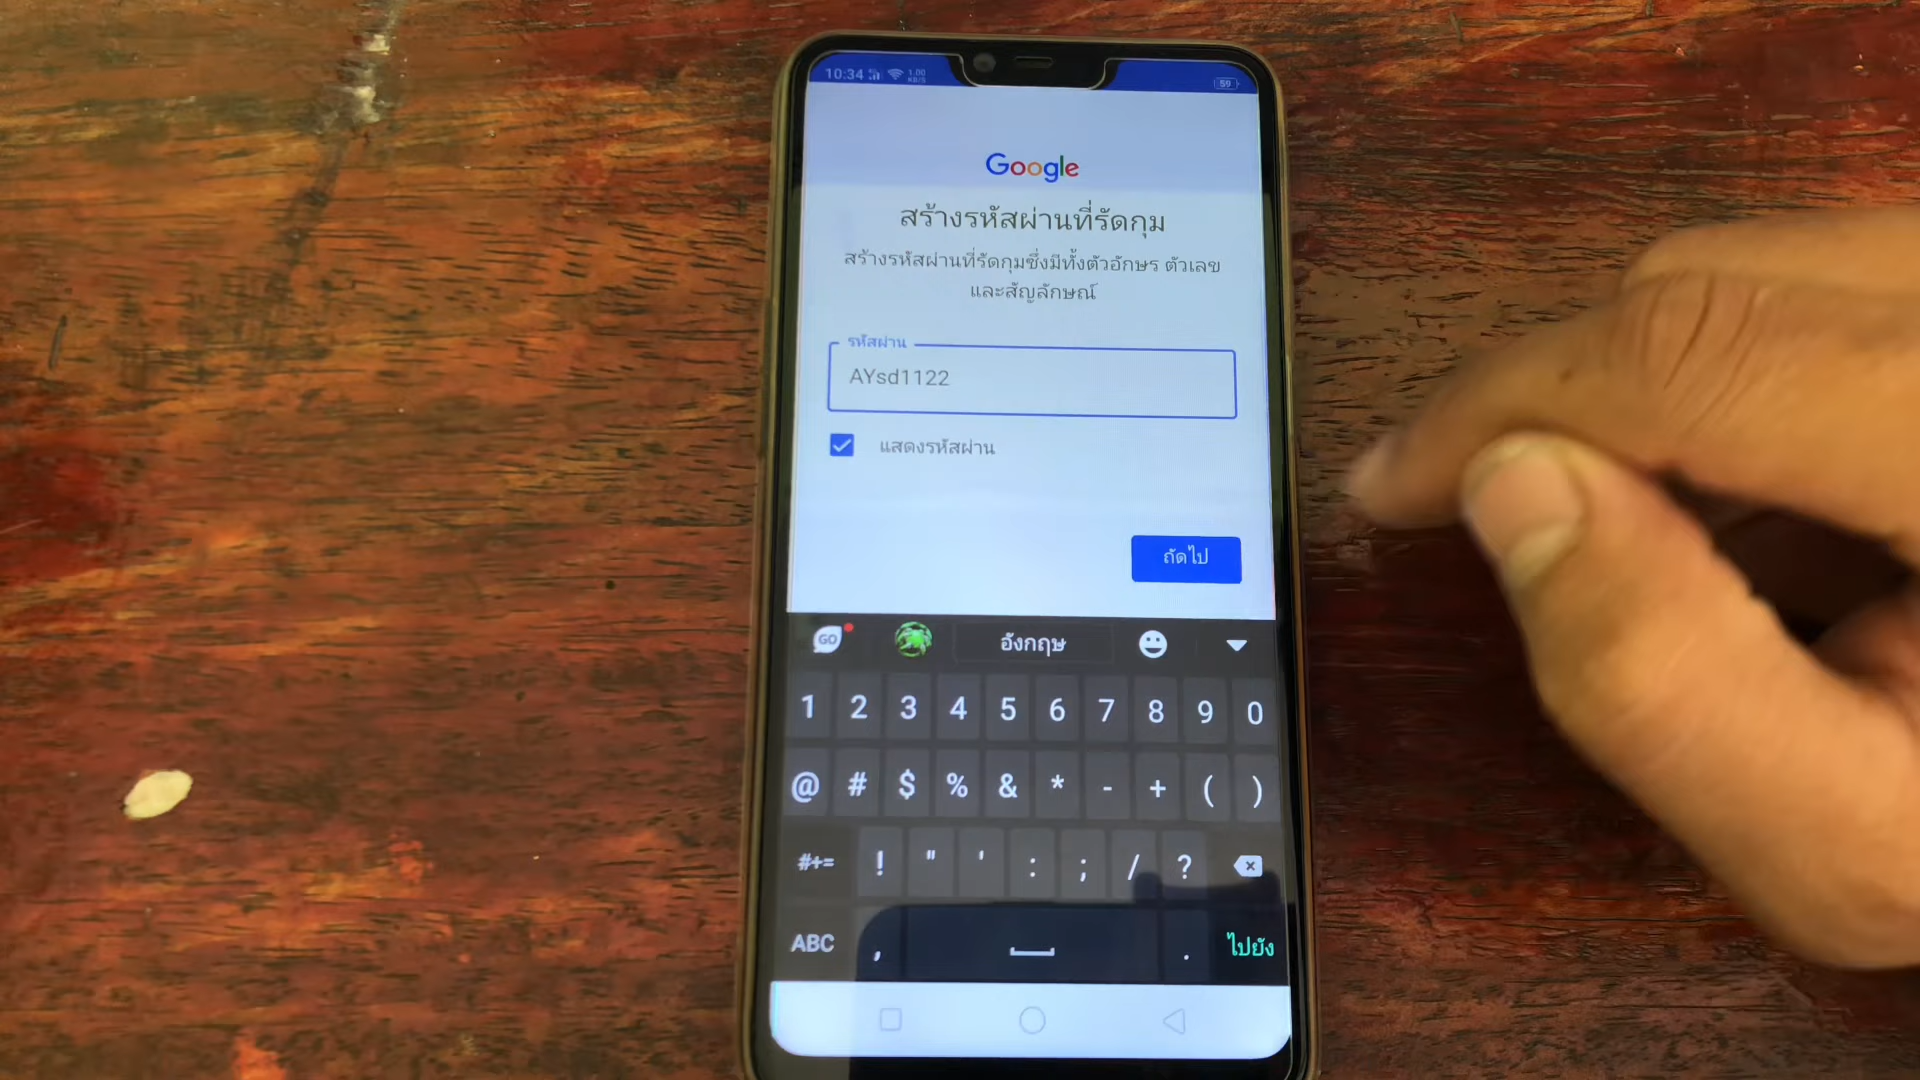 10:34 1.00 KB/S 59
Google
สร้างรหัสผ่านที่รัดกุม
สร้างรหัสผ่านที่รัดกุมซึ่งมีทั้งตัวอักษร ตัวเลข
และสัญลักษณ์
รหัสผ่าน
AYsd1122
แสดงรหัสผ่าน
ถัดไป
GO อังกฤษ
1 2 3 4 5 6 7 8 9 0
@ # $ % & * - + ( )
#+= ! " ' : ; / ?
ABC , . ไปยัง